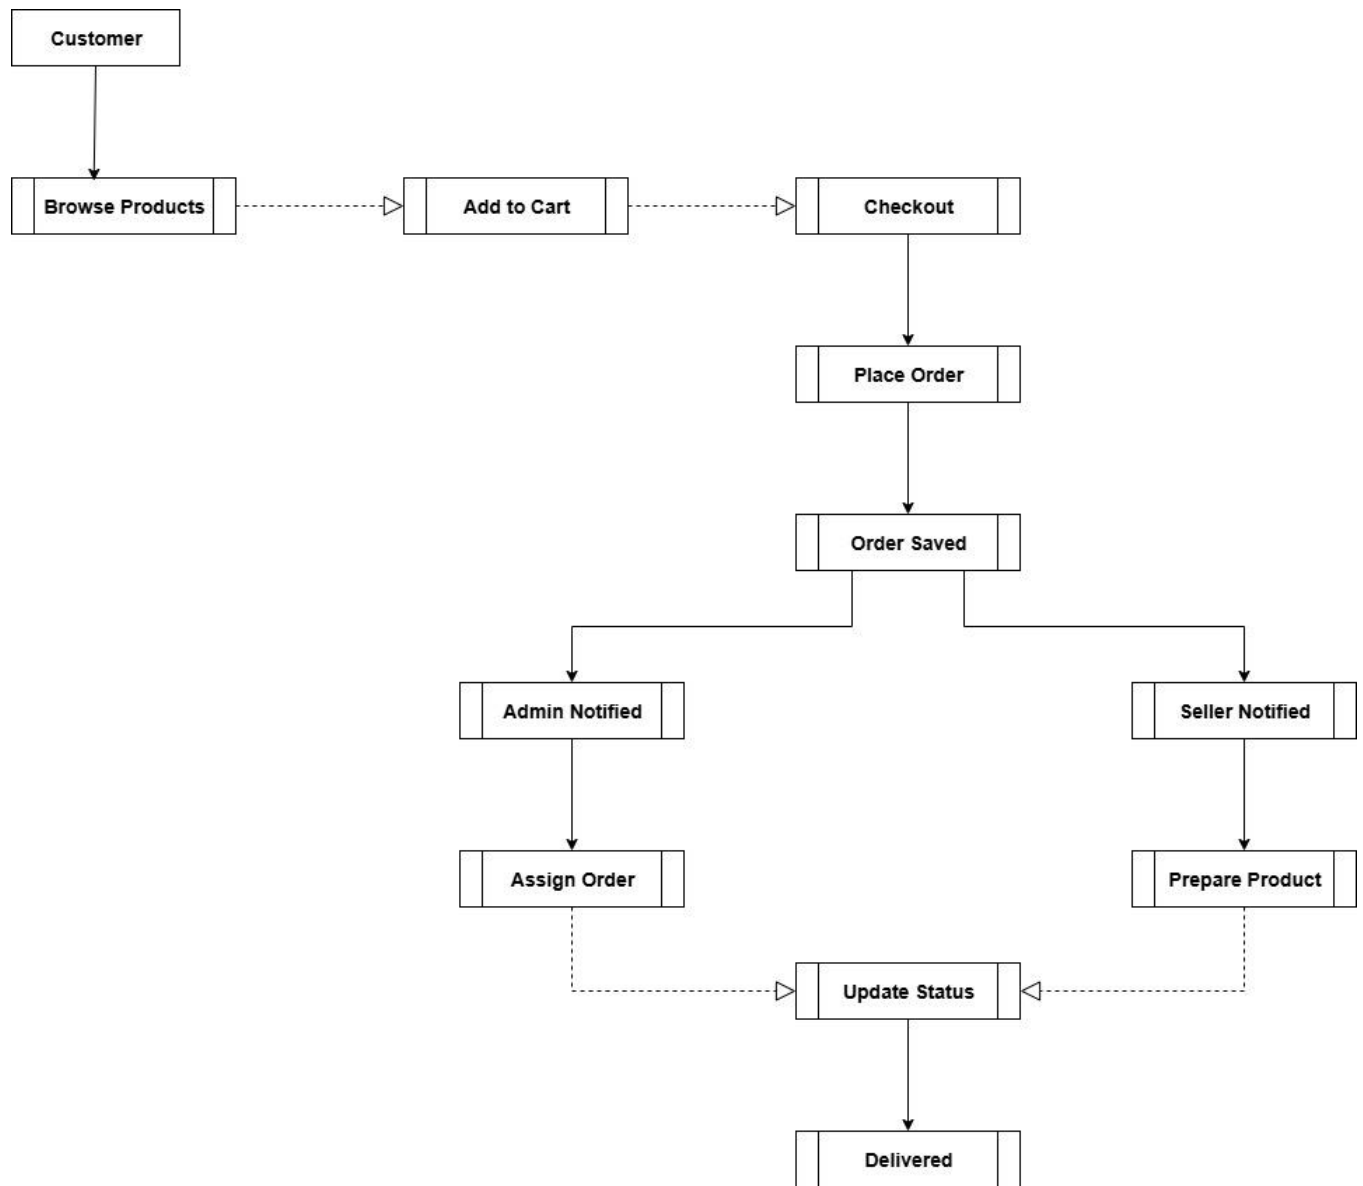 Customer
Browse Products
Add to Cart
Checkout
Place Order
Order Saved
Admin Notified
Seller Notified
Assign Order
Prepare Product
Update Status
Delivered